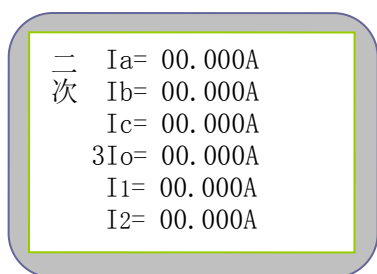 二 Ia= 00.000A
次 Ib= 00.000A
Ic= 00.000A
3Io= 00.000A
I1= 00.000A
I2= 00.000A